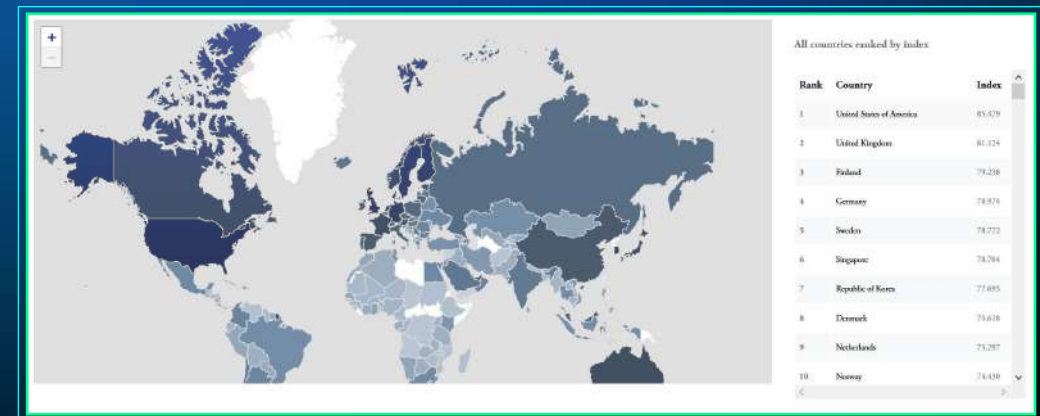 +
−
All countries ranked by index
Rank Country Index
1 United States of America 85.479
2 United Kingdom 81.124
3 Finland 79.238
4 Germany 78.974
5 Sweden 78.772
6 Singapore 78.704
7 Republic of Korea 77.695
8 Denmark 75.618
9 Netherlands 75.297
10 Norway 74.430